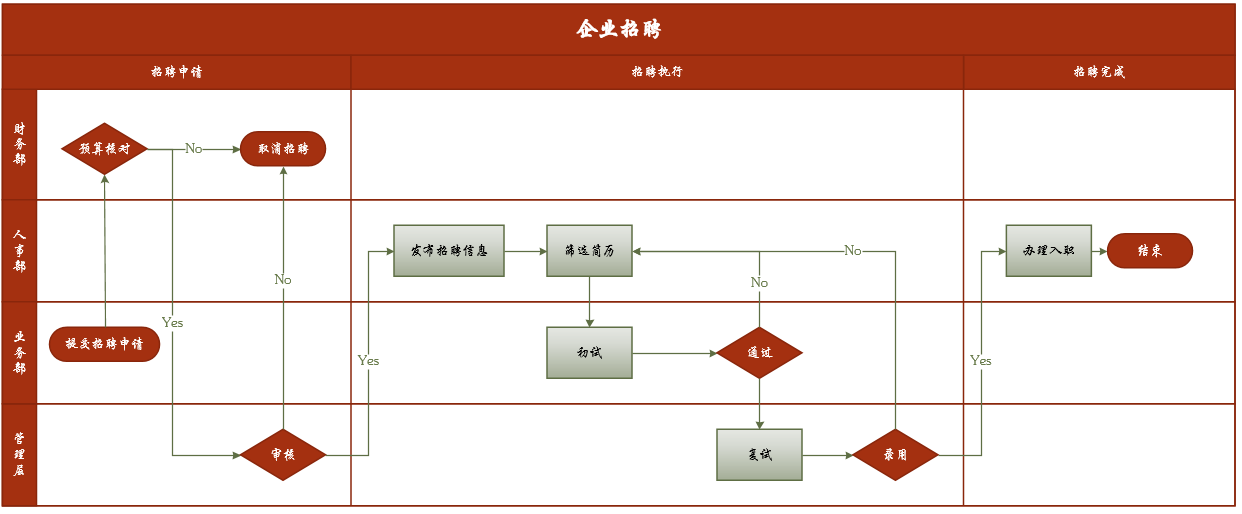 企业招聘
招聘申请
招聘执行
招聘完成
财务部
预算核对
No
取消招聘
人事部
发布招聘信息
筛选简历
No
办理入职
结束
No
No
业务部
提交招聘申请
Yes
初试
通过
Yes
Yes
管理层
审核
复试
录用